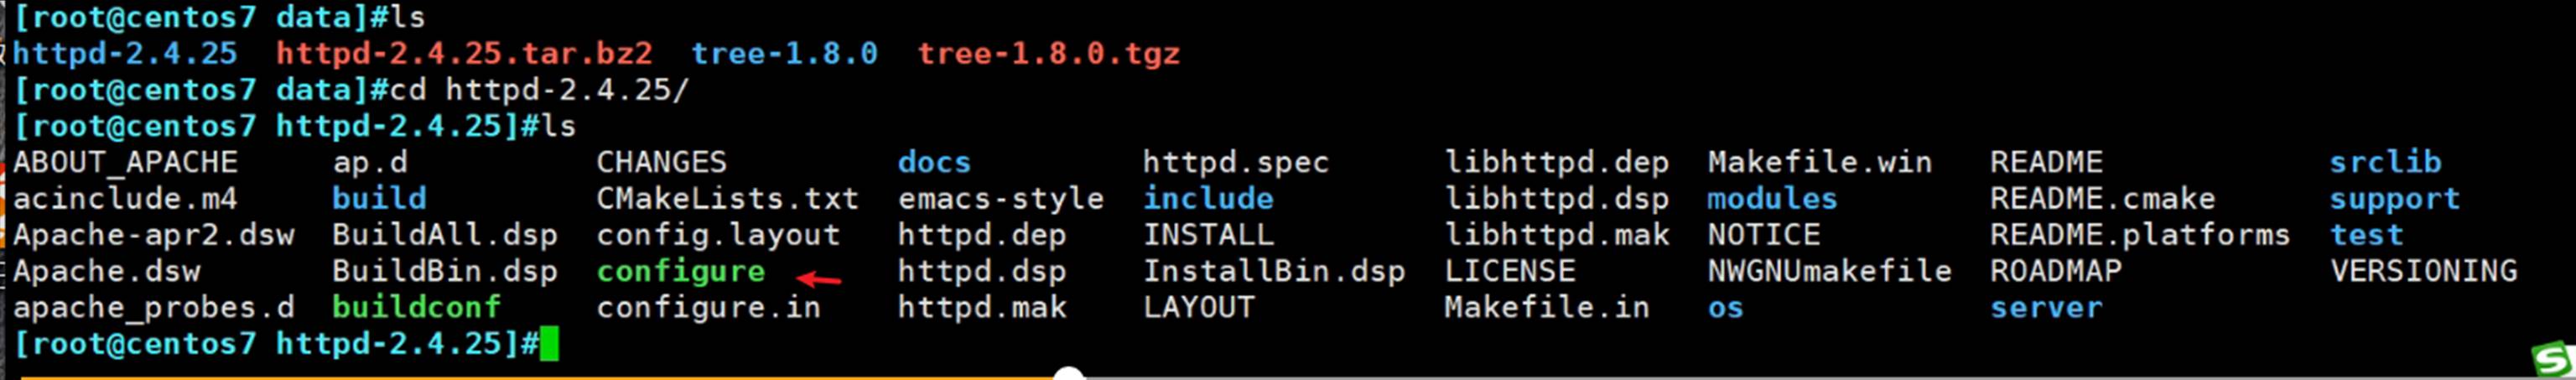 [root@centos7 data]#ls
httpd-2.4.25  httpd-2.4.25.tar.bz2  tree-1.8.0  tree-1.8.0.tgz
[root@centos7 data]#cd httpd-2.4.25/
[root@centos7 httpd-2.4.25]#ls
ABOUT_APACHE  ap.d  CHANGES  docs  httpd.spec  libhttpd.dep  Makefile.win  README  srclib
acinclude.m4  build  CMakeLists.txt  emacs-style  include  libhttpd.dsp  modules  README.cmake  support
Apache-apr2.dsw  BuildAll.dsp  config.layout  httpd.dep  INSTALL  libhttpd.mak  NOTICE  README.platforms  test
Apache.dsw  BuildBin.dsp  configure  httpd.dsp  InstallBin.dsp  LICENSE  NWGNUmakefile  ROADMAP  VERSIONING
apache_probes.d  buildconf  configure.in  httpd.mak  LAYOUT  Makefile.in  os  server
[root@centos7 httpd-2.4.25]#
S